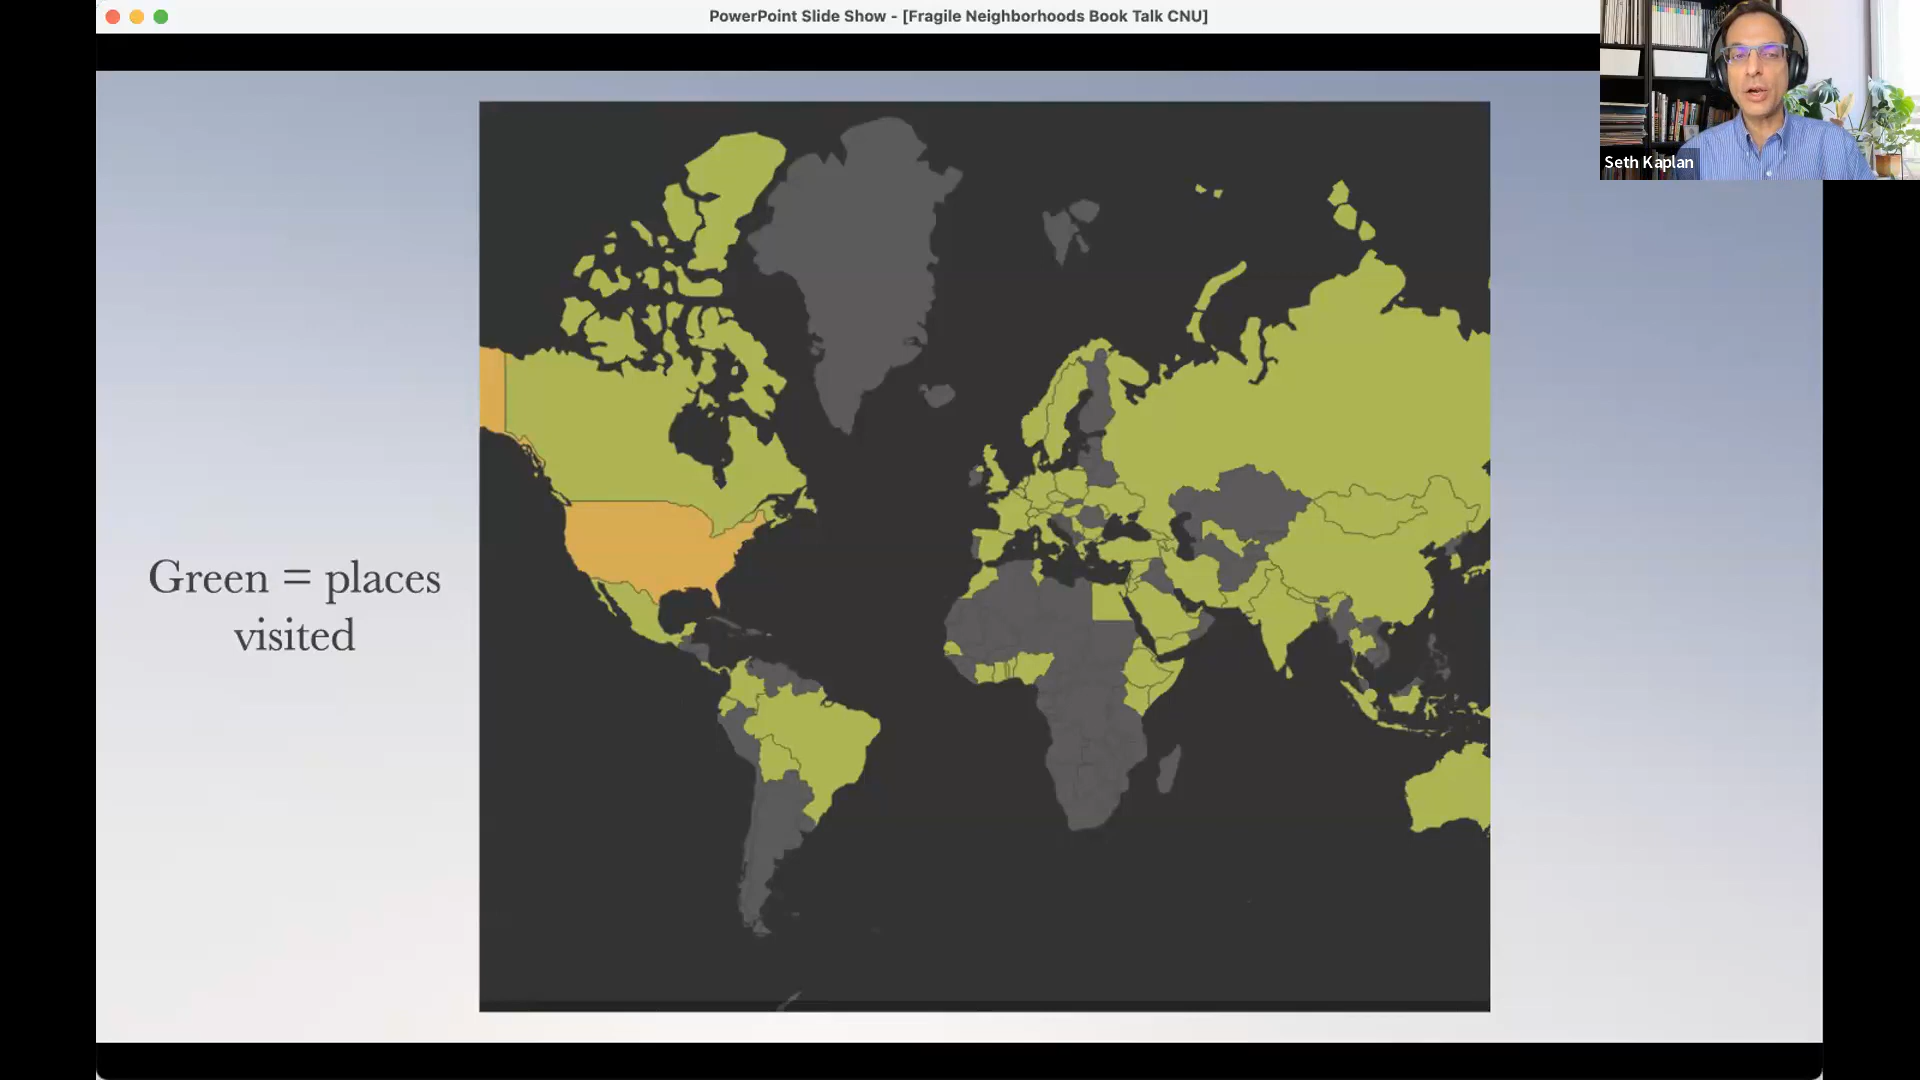 PowerPoint Slide Show - [Fragile Neighborhoods Book Talk CNU]
Seth Kaplan
Green = places
visited